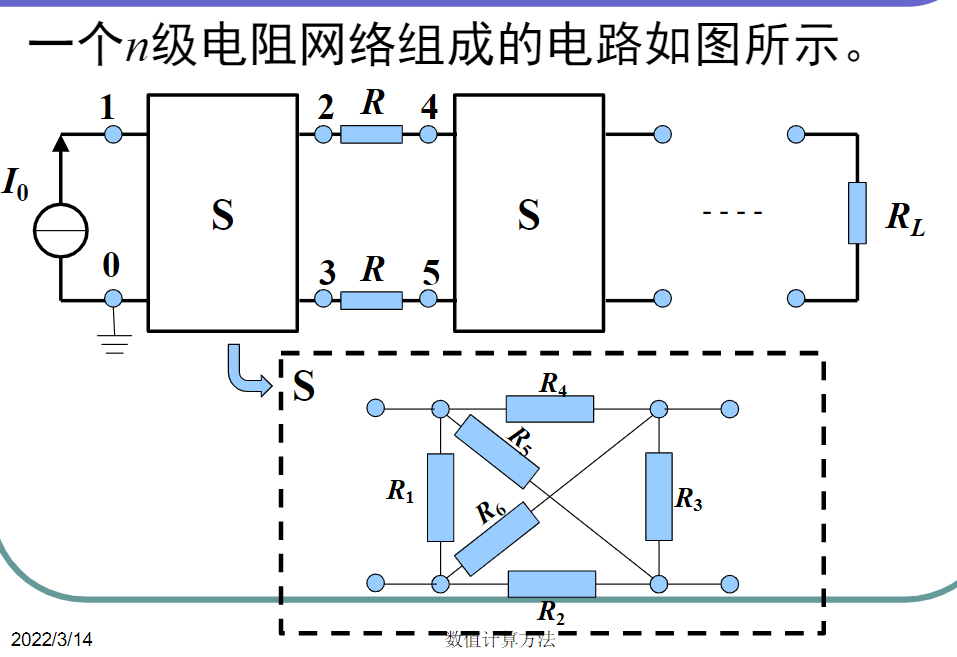 一个n级电阻网络组成的电路如图所示。
1 2 R 4
I0 S S ---- RL
0 3 R 5
S
R4
R5
R1 R6 R3
R2
2022/3/14 数值计算方法